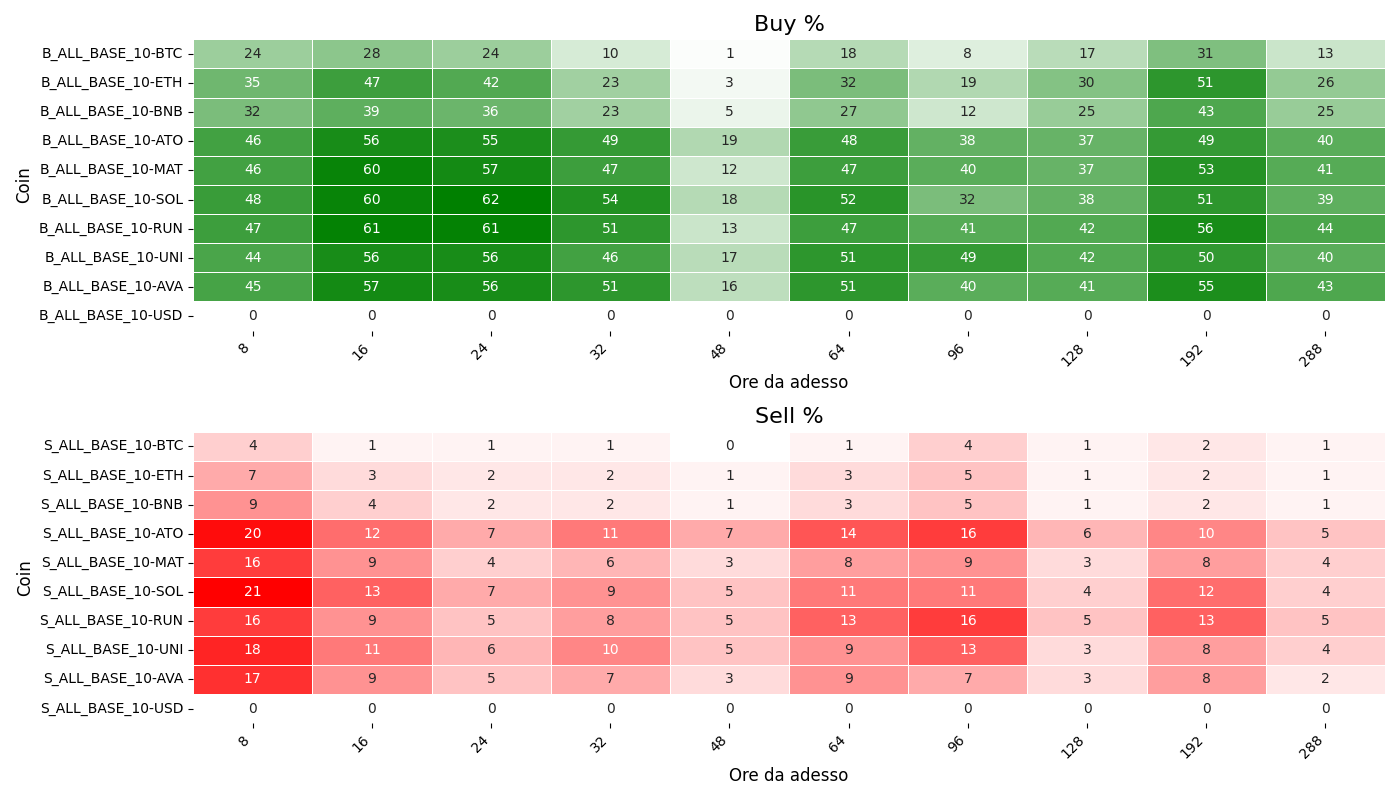 Buy %
Coin
B_ALL_BASE_10-BTC 24 28 24 10 1 18 8 17 31 13
B_ALL_BASE_10-ETH 35 47 42 23 3 32 19 30 51 26
B_ALL_BASE_10-BNB 32 39 36 23 5 27 12 25 43 25
B_ALL_BASE_10-ATO 46 56 55 49 19 48 38 37 49 40
B_ALL_BASE_10-MAT 46 60 57 47 12 47 40 37 53 41
B_ALL_BASE_10-SOL 48 60 62 54 18 52 32 38 51 39
B_ALL_BASE_10-RUN 47 61 61 51 13 47 41 42 56 44
B_ALL_BASE_10-UNI 44 56 56 46 17 51 49 42 50 40
B_ALL_BASE_10-AVA 45 57 56 51 16 51 40 41 55 43
B_ALL_BASE_10-USD 0 0 0 0 0 0 0 0 0 0
8 16 24 32 48 64 96 128 192 288
Ore da adesso
Sell %
Coin
S_ALL_BASE_10-BTC 4 1 1 1 0 1 4 1 2 1
S_ALL_BASE_10-ETH 7 3 2 2 1 3 5 1 2 1
S_ALL_BASE_10-BNB 9 4 2 2 1 3 5 1 2 1
S_ALL_BASE_10-ATO 20 12 7 11 7 14 16 6 10 5
S_ALL_BASE_10-MAT 16 9 4 6 3 8 9 3 8 4
S_ALL_BASE_10-SOL 21 13 7 9 5 11 11 4 12 4
S_ALL_BASE_10-RUN 16 9 5 8 5 13 16 5 13 5
S_ALL_BASE_10-UNI 18 11 6 10 5 9 13 3 8 4
S_ALL_BASE_10-AVA 17 9 5 7 3 9 7 3 8 2
S_ALL_BASE_10-USD 0 0 0 0 0 0 0 0 0 0
8 16 24 32 48 64 96 128 192 288
Ore da adesso